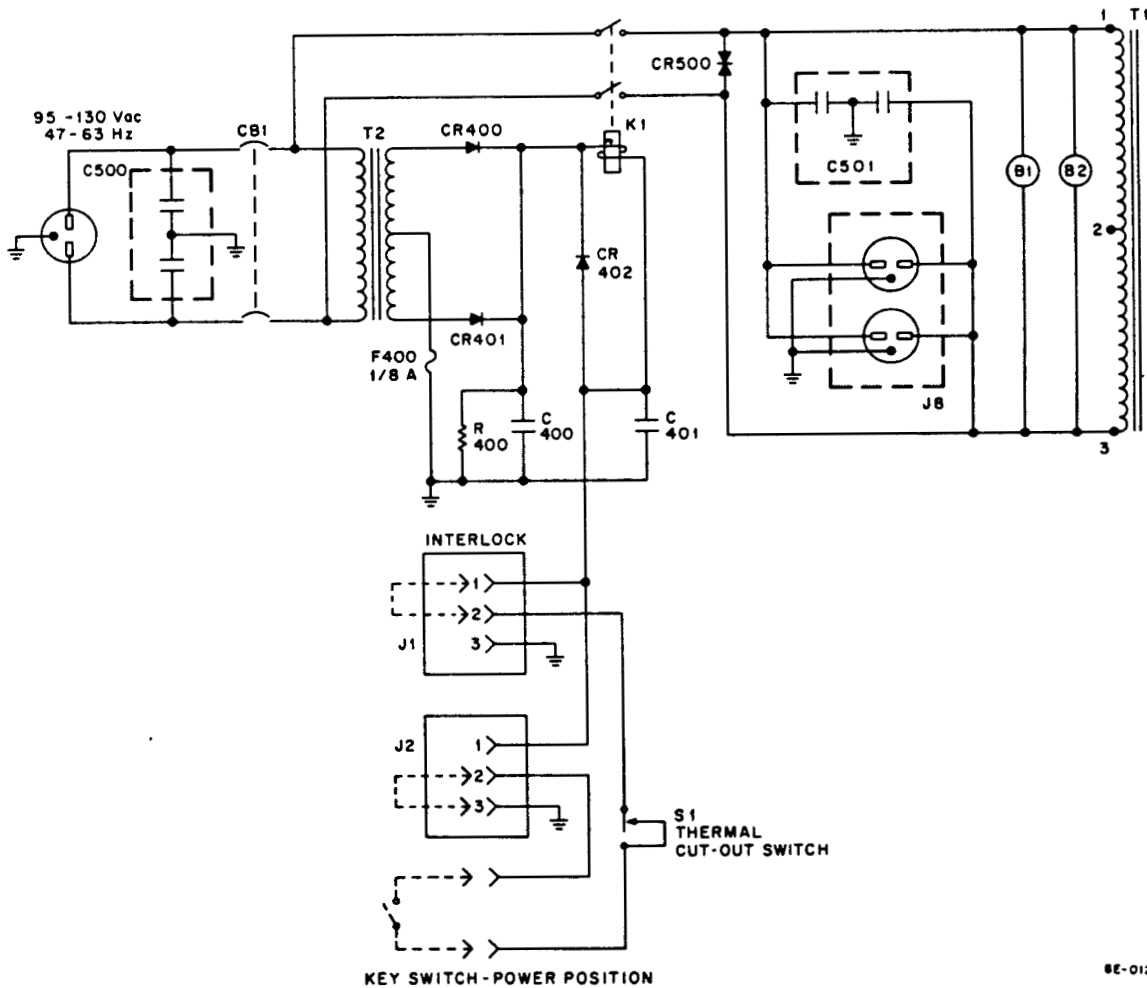 1 T1
CR500
95-130 Vac
47-63 Hz
CB1
T2
CR400
K1
C500
C501
B1
B2
2
CR
402
CR401
F400
1/8 A
J8
R
400
C
400
C
401
3
INTERLOCK
1
2
J1
3
J2
1
2
3
S1
THERMAL
CUT-OUT SWITCH
KEY SWITCH-POWER POSITION